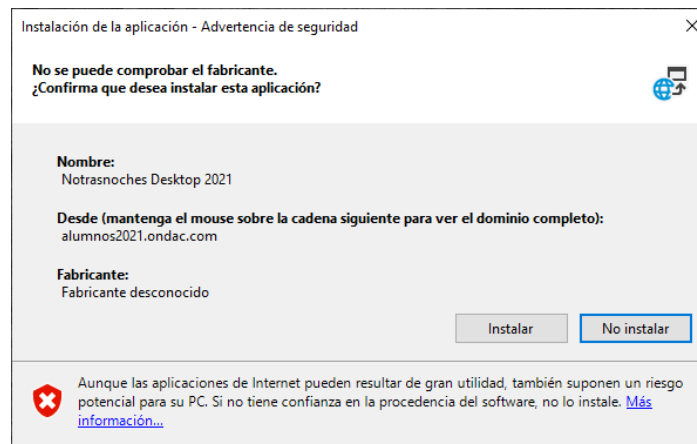 Instalación de la aplicación - Advertencia de seguridad
No se puede comprobar el fabricante.
¿Confirma que desea instalar esta aplicación?
Nombre:
Notrasnoches Desktop 2021
Desde (mantenga el mouse sobre la cadena siguiente para ver el dominio completo):
alumnos2021.ondac.com
Fabricante:
Fabricante desconocido
Instalar
No instalar
Aunque las aplicaciones de Internet pueden resultar de gran utilidad, también suponen un riesgo
potencial para su PC. Si no tiene confianza en la procedencia del software, no lo instale. Más
información...